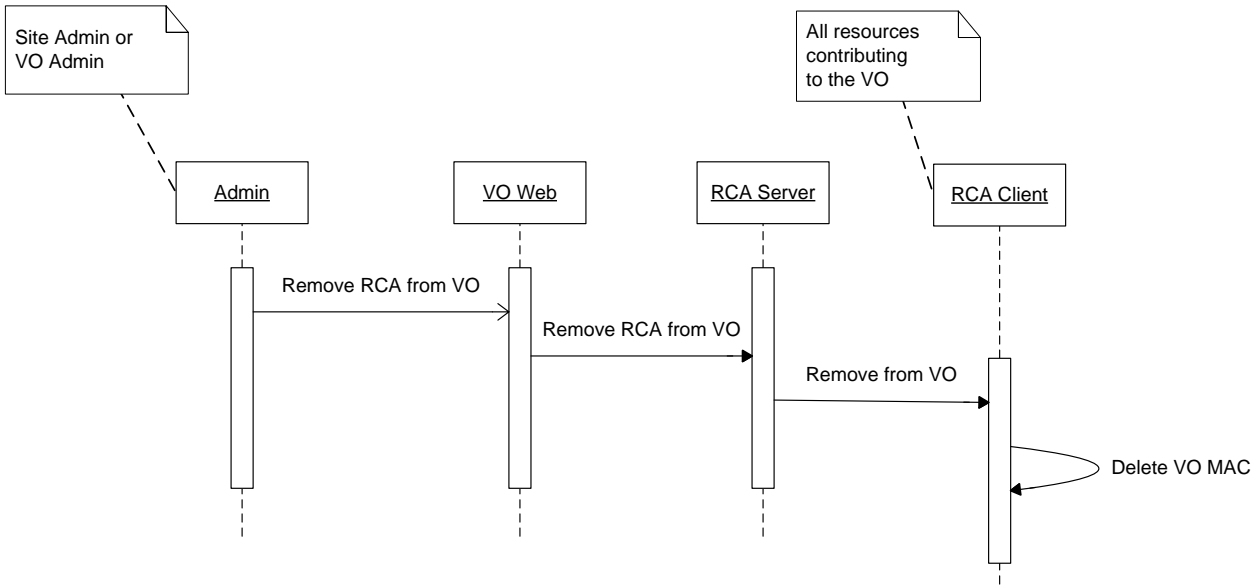 Site Admin or
VO Admin
All resources
contributing
to the VO
Admin
VO Web
RCA Server
RCA Client
Remove RCA from VO
Remove RCA from VO
Remove from VO
Delete VO MAC